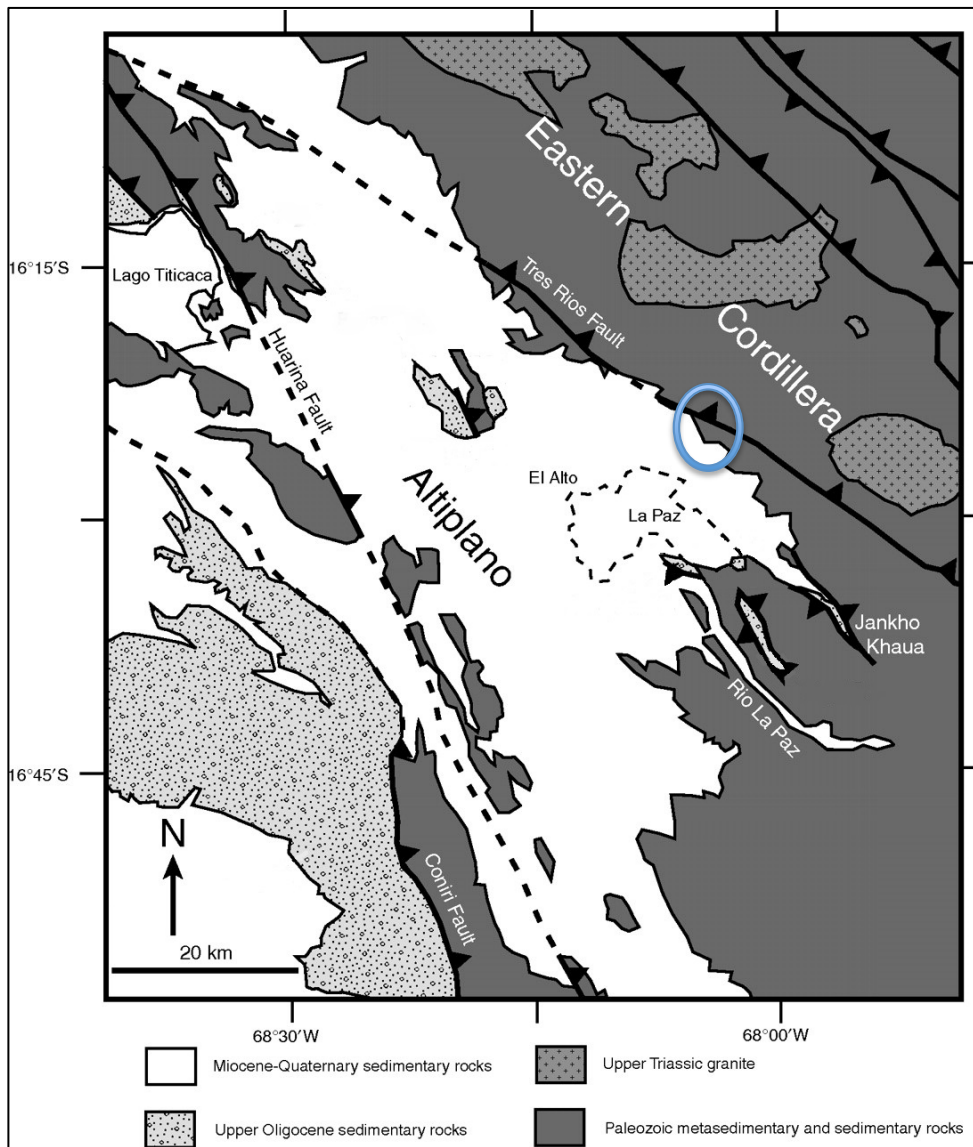 Eastern
Cordillera
16°15'S
Lago Titicaca
Tres Rios Fault
Huarina Fault
Altiplano
El Alto
La Paz
Jankho
Khaua
Rio La Paz
16°45'S
N
Coniri Fault
20 km
68°30'W
68°00'W
Miocene-Quaternary sedimentary rocks
Upper Triassic granite
Upper Oligocene sedimentary rocks
Paleozoic metasedimentary and sedimentary rocks